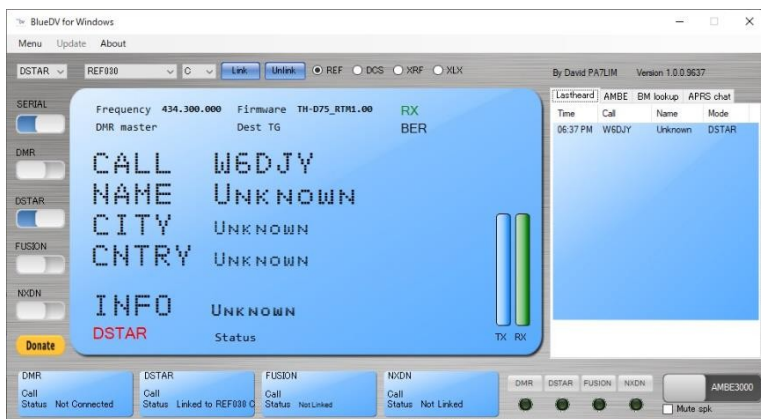 BlueDV for Windows
Menu Update About
DSTAR REF030 C Link Unlink REF DCS XRF XLX
By David PA7LIM Version 1.0.0.9637
SERIAL
DMR
DSTAR
FUSION
NXDN
Donate
Frequency 434.300.000 Firmware TH-D75_RTM1.00 RX
DMR master Dest TG BER
CALL W6DJY
NAME UNKNOWN
CITY UNKNOWN
CNTRY UNKNOWN
INFO UNKNOWN
DSTAR Status TX RX
Lastheard AMBE BM lookup APRS chat
Time Call Name Mode
06:37 PM W6DJY Unknown DSTAR
DMR
Call
Status Not Connected
DSTAR
Call
Status Linked to REF030 C
FUSION
Call
Status Not Linked
NXDN
Call
Status Not Linked
DMR DSTAR FUSION NXDN
AMBE3000
Mute spk